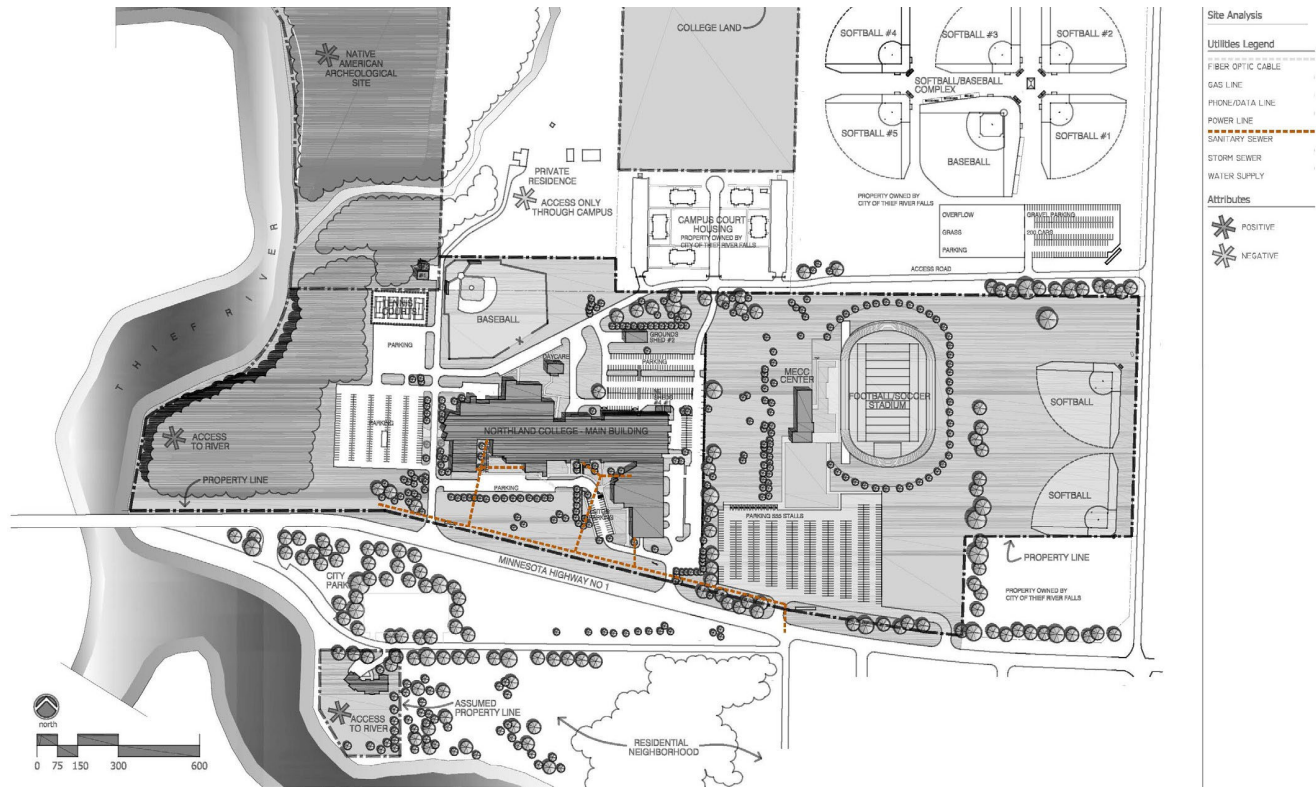 Site Analysis
Utilities Legend
FIBER OPTIC CABLE
GAS LINE
PHONE/DATA LINE
POWER LINE
SANITARY SEWER
STORM SEWER
WATER SUPPLY
Attributes
POSITIVE
NEGATIVE
COLLEGE LAND
NATIVE
AMERICAN
ARCHEOLOGICAL
SITE
SOFTBALL #4
SOFTBALL #3
SOFTBALL #2
SOFTBALL/BASEBALL
COMPLEX
SOFTBALL #5
SOFTBALL #1
BASEBALL
PRIVATE
RESIDENCE
ACCESS ONLY
THROUGH CAMPUS
PROPERTY OWNED BY
CITY OF THIEF RIVER FALLS
CAMPUS COURT
HOUSING
PROPERTY OWNED BY
CITY OF THIEF RIVER FALLS
OVERFLOW
GRASS
PARKING
GRAVEL PARKING
200 CARS
ACCESS ROAD
THIEF RIVER
TENNIS
COURTS
BASEBALL
PARKING
GROUNDS
SHED #2
DAYCARE
PARKING
MECC
CENTER
FOOTBALL/SOCCER
STADIUM
SOFTBALL
PARKING
NORTHLAND COLLEGE - MAIN BUILDING
ACCESS
TO RIVER
PROPERTY LINE
PARKING
PARKING
SOFTBALL
PARKING 555 STALLS
PROPERTY LINE
MINNESOTA HIGHWAY NO 1
CITY
PARK
PROPERTY OWNED BY
CITY OF THIEF RIVER FALLS
ASSUMED
PROPERTY LINE
ACCESS
TO RIVER
RESIDENTIAL
NEIGHBORHOOD
north
0 75 150 300 600